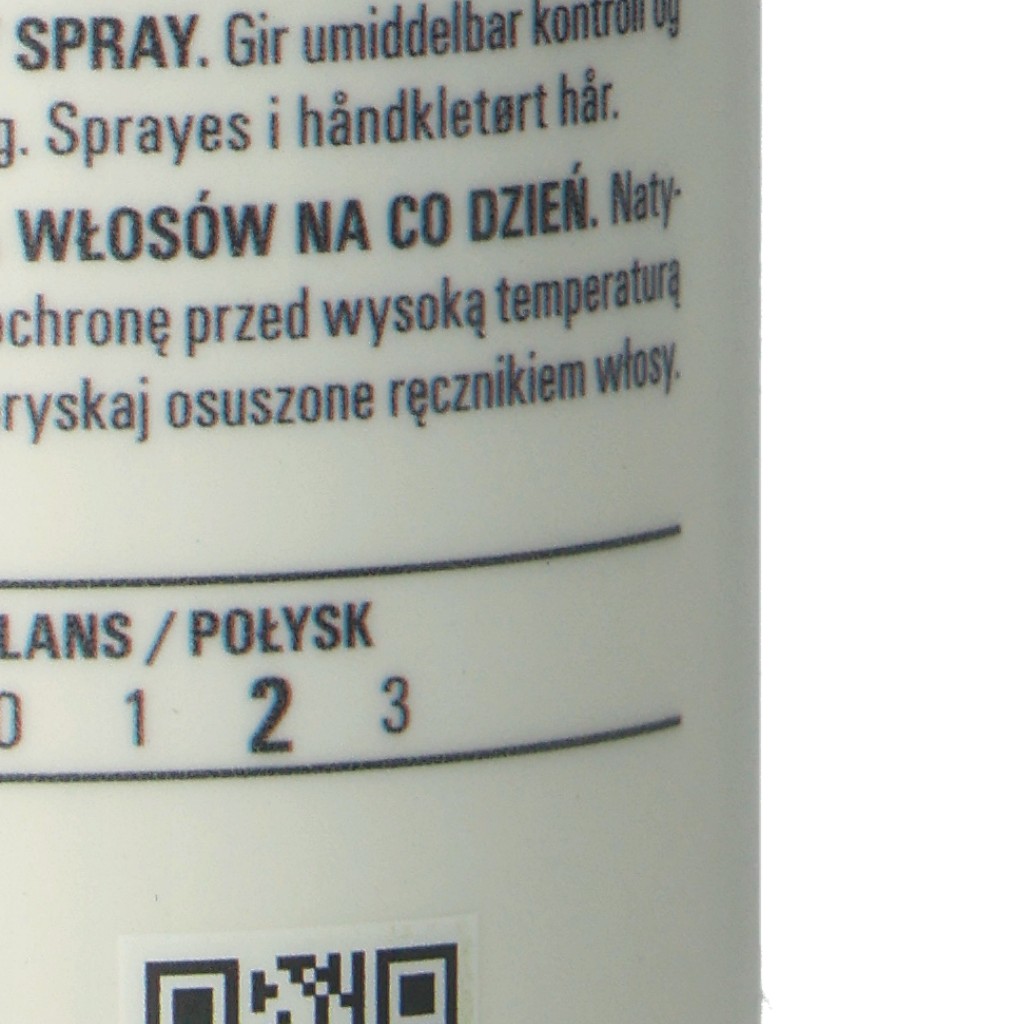 SPRAY. Gir umiddelbar kontroll og
g. Sprayes i håndkletørt hår.
WŁOSÓW NA CO DZIEŃ. Naty-
ochronę przed wysoką temperaturą
ryskaj osuszone ręcznikiem włosy.
LANS / POŁYSK
0 1 2 3